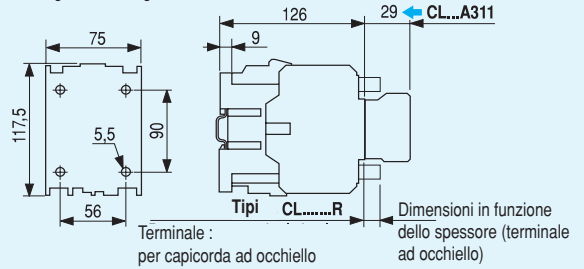 126
29 CL...A311
75
9
117,5
5,5
90
56
Tipi CL.......R
Terminale :
per capicorda ad occhiello
Dimensioni in funzione
dello spessore (terminale
ad occhiello)